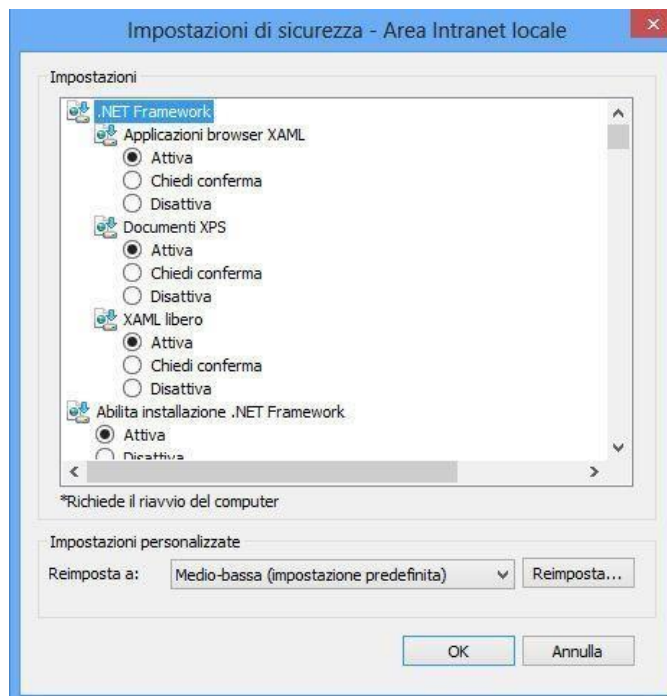 Impostazioni di sicurezza - Area Intranet locale
Impostazioni
.NET Framework
Applicazioni browser XAML
Attiva
Chiedi conferma
Disattiva
Documenti XPS
Attiva
Chiedi conferma
Disattiva
XAML libero
Attiva
Chiedi conferma
Disattiva
Abilita installazione .NET Framework
Attiva
Disattiva
*Richiede il riavvio del computer
Impostazioni personalizzate
Reimposta a: Medio-bassa (impostazione predefinita) Reimposta...
OK Annulla